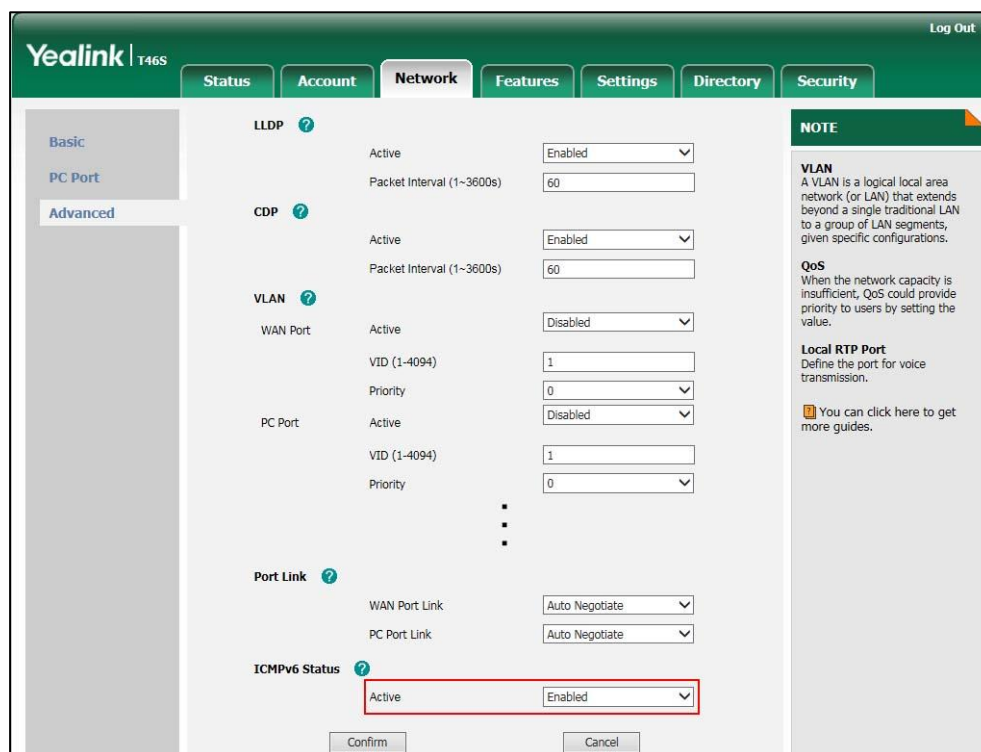 Log Out
Yealink | T46S
Status Account Network Features Settings Directory Security
Basic
PC Port
Advanced
LLDP ?
Active Enabled
Packet Interval (1~3600s) 60
CDP ?
Active Enabled
Packet Interval (1~3600s) 60
VLAN ?
WAN Port Active Disabled
VID (1-4094) 1
Priority 0
PC Port Active Disabled
VID (1-4094) 1
Priority 0
Port Link ?
WAN Port Link Auto Negotiate
PC Port Link Auto Negotiate
ICMPv6 Status ?
Active Enabled
Confirm Cancel
NOTE
VLAN
A VLAN is a logical local area
network (or LAN) that extends
beyond a single traditional LAN
to a group of LAN segments,
given specific configurations.
QoS
When the network capacity is
insufficient, QoS could provide
priority to users by setting the
value.
Local RTP Port
Define the port for voice
transmission.
? You can click here to get
more guides.